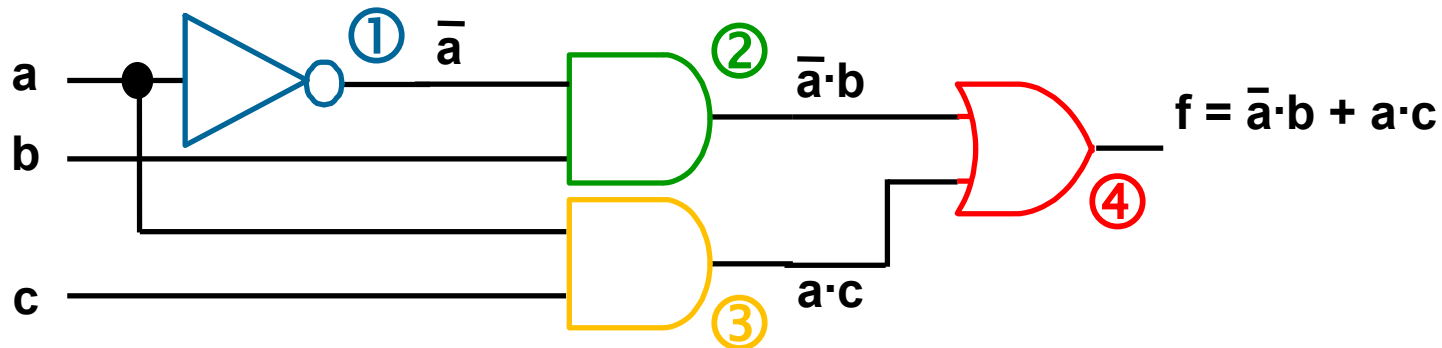 a
①
a̅
②
a̅·b
f = a̅·b + a·c
b
④
c
a·c
③